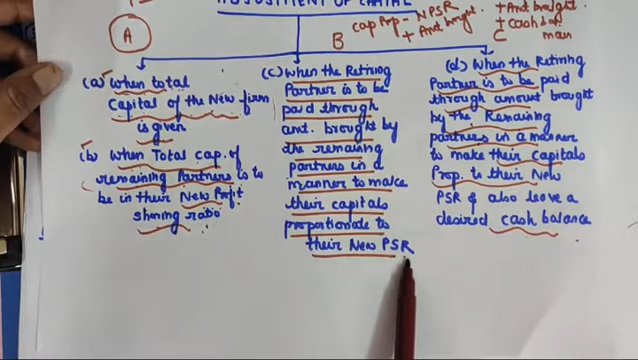 ADJUSTMENT OF CAPITAL
A
B
cap Prop - NPSR
+ Amt brought.
+ Amt brought.
+ Cash bal
C
main
(a) When total
Capital of the New firm
is given
(b) When Total cap. of
remaining Partners is to
be in their New Profit
sharing ratio
(c) When the Retiring
Partner is to be
paid through
amt. brought by
the remaining
partners in a
manner to make
their capitals
proportionate to
their New PSR
(d) When the Retiring
Partner is to be paid
through amount brought
by the Remaining
partners in a manner
to make their capitals
Prop. to their New
PSR & also leave a
desired cash balance